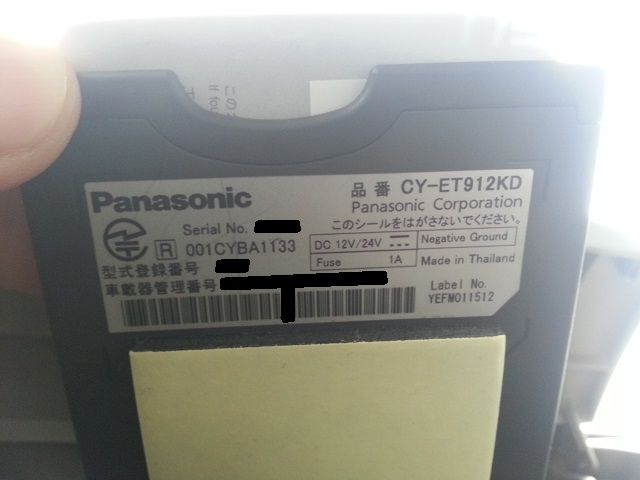 Panasonic
品番 CY-ET912KD
Panasonic Corporation
Serial No.
このシールをはがさないでください。
R 001CYBA1133
DC 12V/24V
Negative Ground
Fuse 1A
Made in Thailand
型式登録番号
車載器管理番号
Label No.
YEFM011512